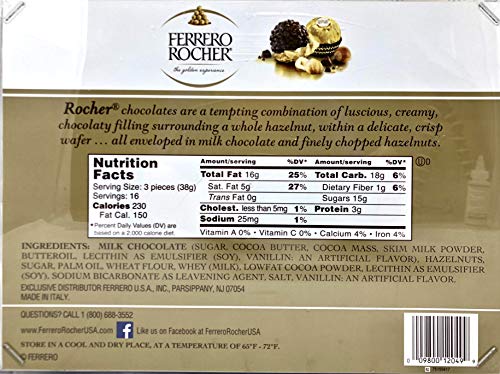 FERRERO
ROCHER®
the golden experience
Rocher® chocolates are a tempting combination of luscious, creamy,
chocolaty filling surrounding a whole hazelnut, within a delicate, crisp
wafer ... all enveloped in milk chocolate and finely chopped hazelnuts.
Nutrition
Facts
Serving Size: 3 pieces (38g)
Servings: 16
Calories 230
Fat Cal. 150
*Percent Daily Values (DV) are
based on a 2,000 calorie diet.
Amount/serving %DV* Amount/serving %DV*
Total Fat 16g 25% Total Carb. 18g 6%
Sat. Fat 5g 27% Dietary Fiber 1g 6%
Trans Fat 0g Sugars 15g
Cholest. less than 5mg 1% Protein 3g
Sodium 25mg 1%
Vitamin A 0% • Vitamin C 0% • Calcium 4% • Iron 4%
UD
INGREDIENTS: MILK CHOCOLATE (SUGAR, COCOA BUTTER, COCOA MASS, SKIM MILK POWDER,
BUTTEROIL, LECITHIN AS EMULSIFIER (SOY), VANILLIN: AN ARTIFICIAL FLAVOR), HAZELNUTS,
SUGAR, PALM OIL, WHEAT FLOUR, WHEY (MILK), LOWFAT COCOA POWDER, LECITHIN AS EMULSIFIER
(SOY), SODIUM BICARBONATE AS LEAVENING AGENT, SALT, VANILLIN: AN ARTIFICIAL FLAVOR.
EXCLUSIVE DISTRIBUTOR FERRERO U.S.A., INC., PARSIPPANY, NJ 07054
MADE IN ITALY.
QUESTIONS? CALL 1 (800) 688-3552
www.FerreroRocherUSA.com f Like us on Facebook at FerreroRocherUSA
STORE IN A COOL AND DRY PLACE, AT A TEMPERATURE OF 65°F - 72°F.
© FERRERO
0 09800 12049 9